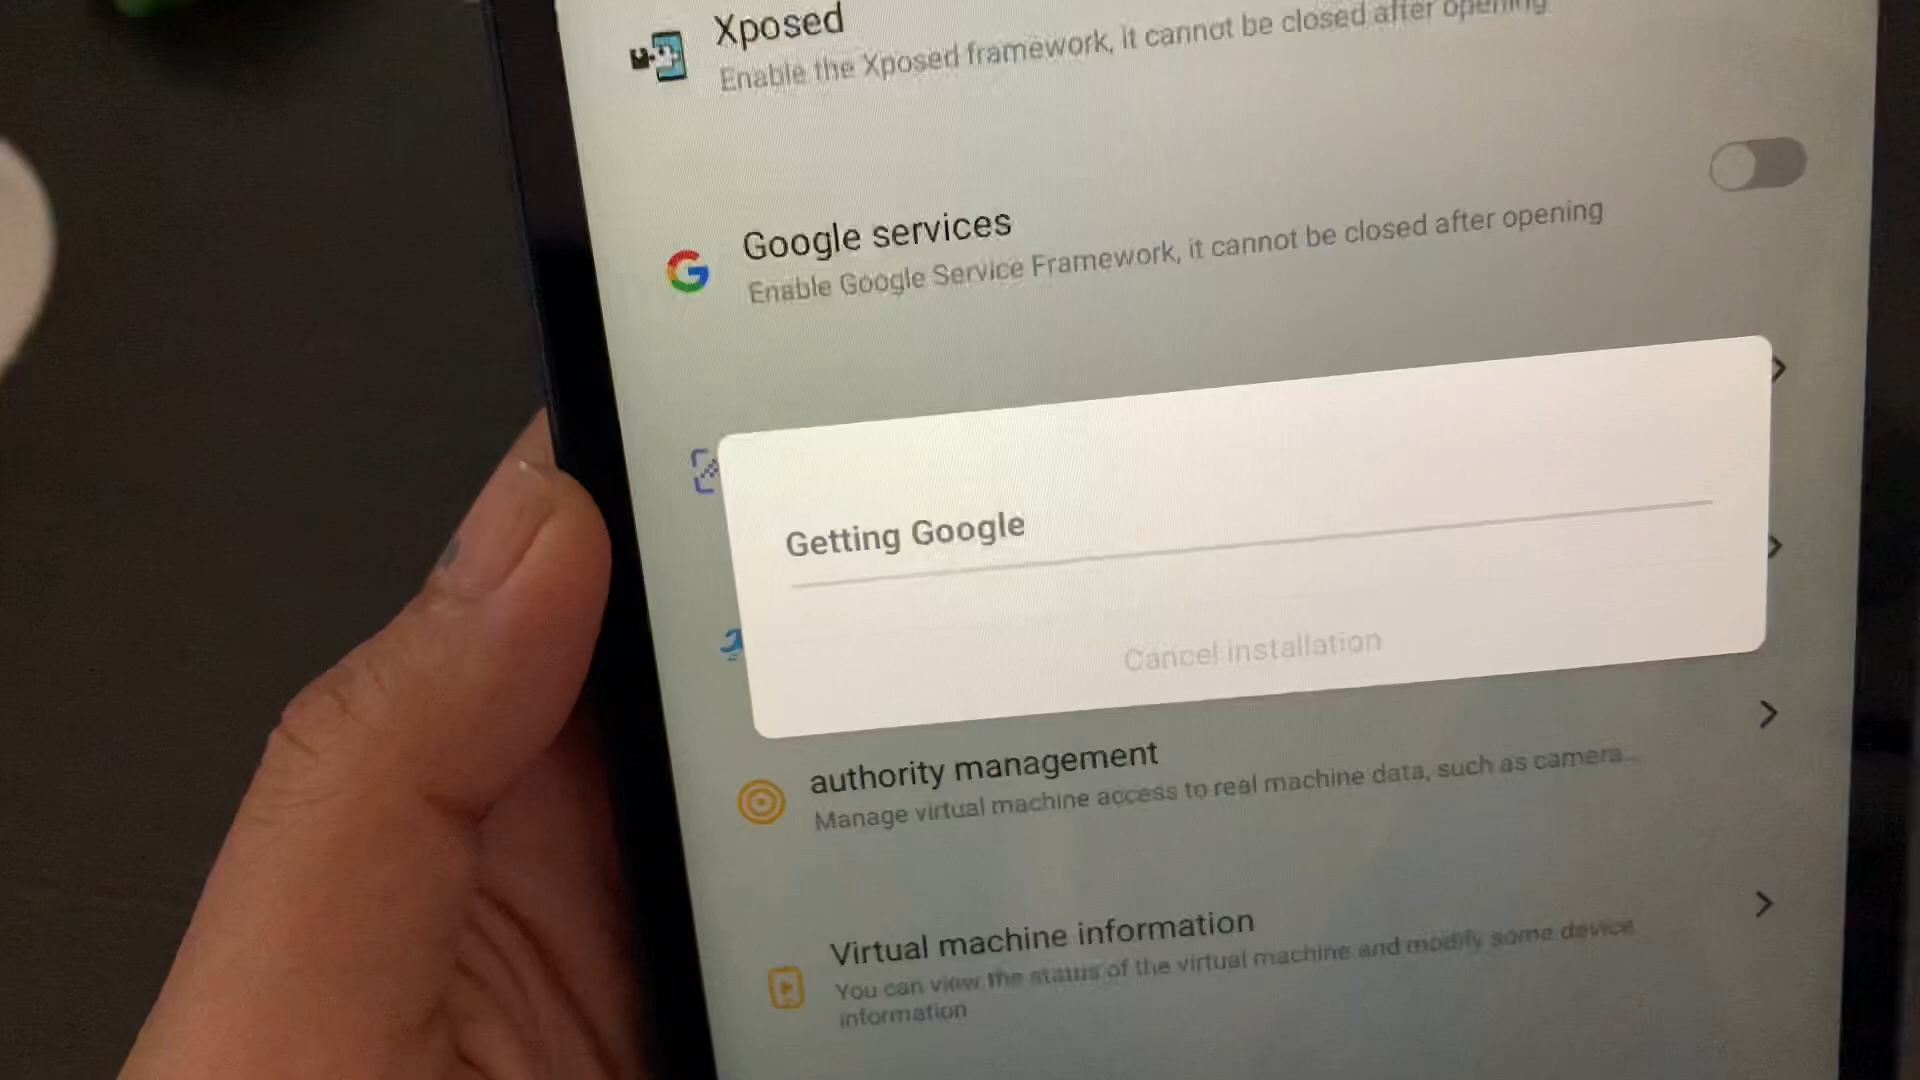 Xposed
Enable the Xposed framework, it cannot be closed after opening
Google services
Enable Google Service Framework, it cannot be closed after opening
Getting Google
Cancel installation
authority management
Manage virtual machine access to real machine data, such as camera...
Virtual machine information
You can view the status of the virtual machine and modify some device
information